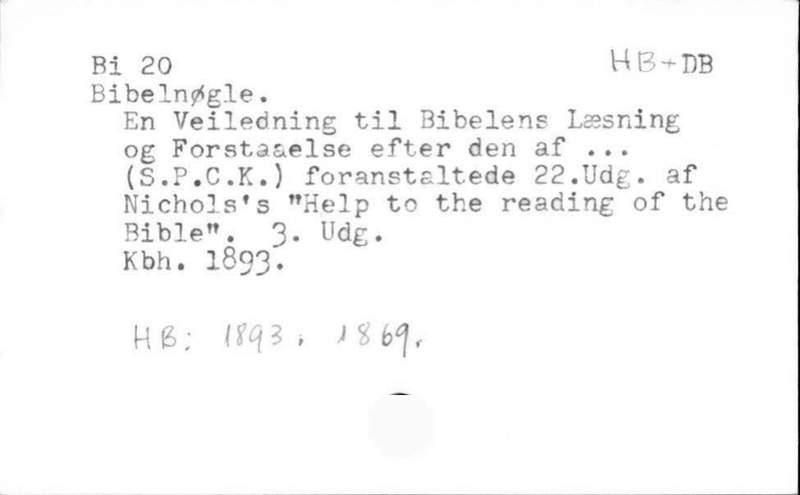 Bi 20 HB+DB
Bibelnøgle.
En Veiledning til Bibelens Læsning
og Forstaaelse efter den af ...
(S.P.C.K.) foranstaltede 22.Udg. af
Nichols's "Help to the reading of the
Bible". 3. Udg.
Kbh. 1893.
HB: 1893. 1869.